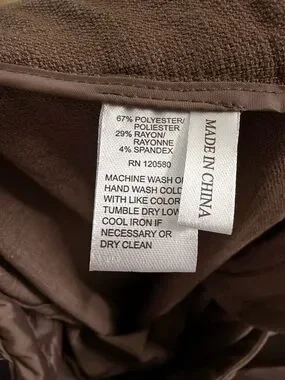 67% POLYESTER/
POLIESTER
29% RAYON/
RAYONNE
4% SPANDEX
RN 120580
MACHINE WASH O
HAND WASH COLD
WITH LIKE COLOR
TUMBLE DRY LOW
COOL IRON IF
NECESSARY OR
DRY CLEAN
MADE IN CHINA